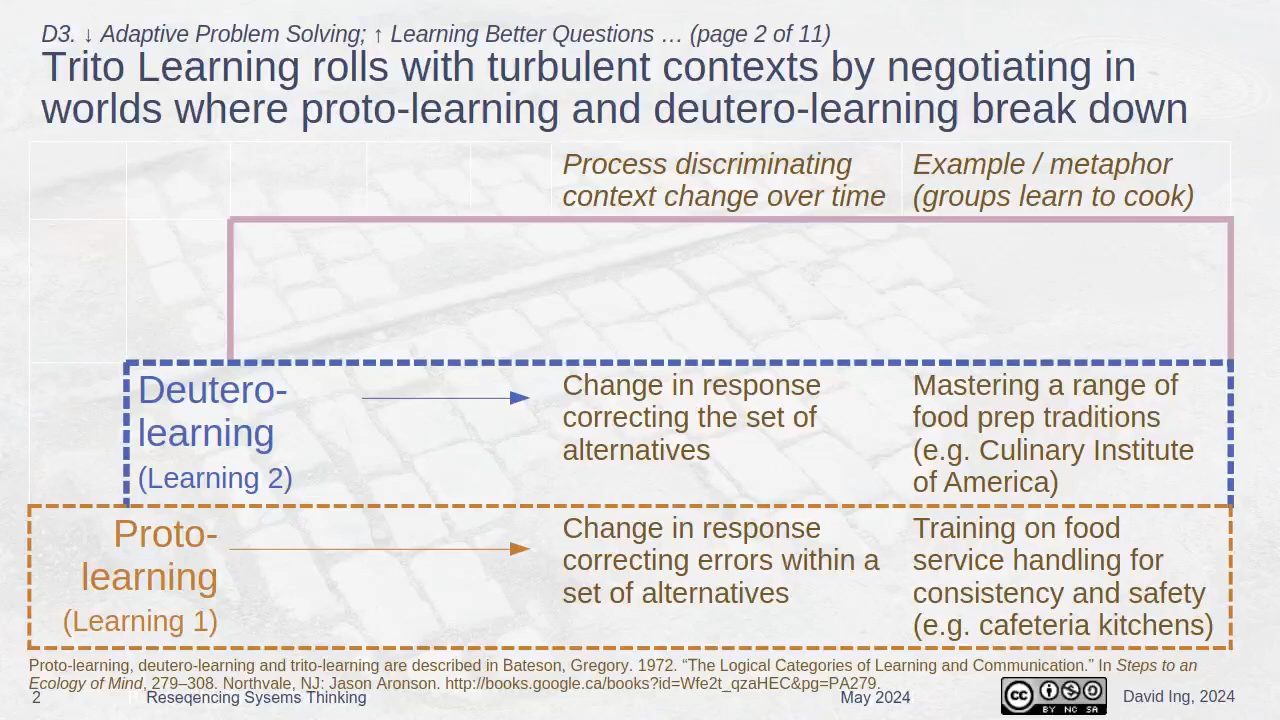 D3. ↓ Adaptive Problem Solving; ↑ Learning Better Questions … (page 2 of 11)
Trito Learning rolls with turbulent contexts by negotiating in
worlds where proto-learning and deutero-learning break down
Process discriminating
context change over time
Example / metaphor
(groups learn to cook)
Deutero-
learning
(Learning 2)
Change in response
correcting the set of
alternatives
Mastering a range of
food prep traditions
(e.g. Culinary Institute
of America)
Proto-
learning
(Learning 1)
Change in response
correcting errors within a
set of alternatives
Training on food
service handling for
consistency and safety
(e.g. cafeteria kitchens)
Proto-learning, deutero-learning and trito-learning are described in Bateson, Gregory. 1972. “The Logical Categories of Learning and Communication.” In Steps to an
Ecology of Mind, 279–308. Northvale, NJ: Jason Aronson. http://books.google.ca/books?id=Wfe2t_qzaHEC&pg=PA279.
2
Reseqencing Sysems Thinking
May 2024
cc
BY NC SA
David Ing, 2024